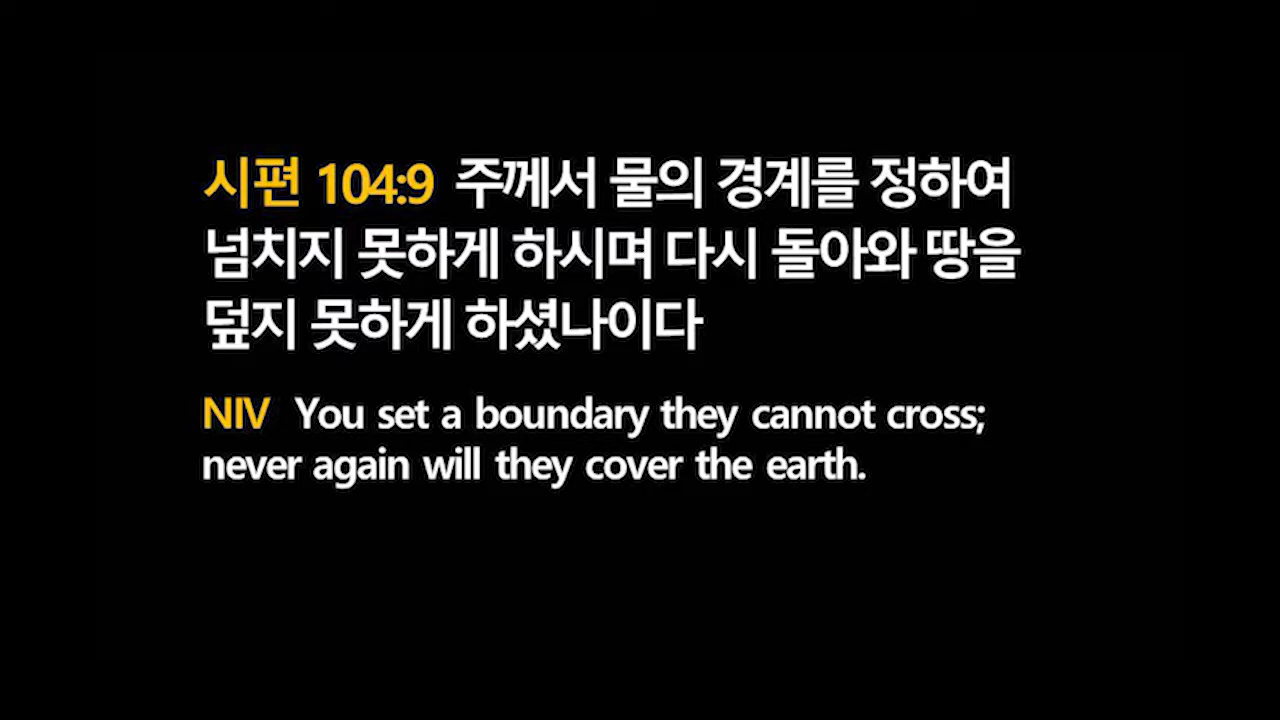 시편 104:9 주께서 물의 경계를 정하여
넘치지 못하게 하시며 다시 돌아와 땅을
덮지 못하게 하셨나이다
NIV You set a boundary they cannot cross;
never again will they cover the earth.